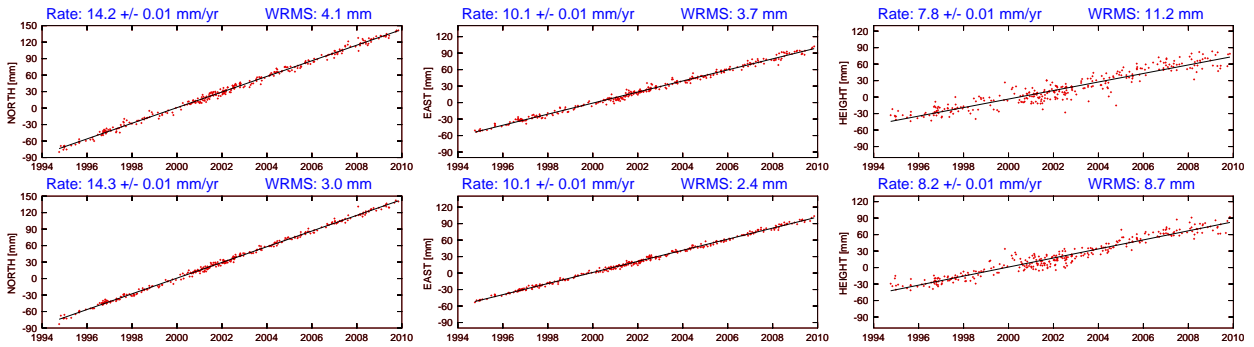 Rate: 14.2 +/- 0.01 mm/yr WRMS: 4.1 mm
150
120
90
60
30
0
-30
-60
-90
NORTH [mm]
1994 1996 1998 2000 2002 2004 2006 2008 2010
Rate: 10.1 +/- 0.01 mm/yr WRMS: 3.7 mm
120
90
60
30
0
-30
-60
-90
EAST [mm]
1994 1996 1998 2000 2002 2004 2006 2008 2010
Rate: 7.8 +/- 0.01 mm/yr WRMS: 11.2 mm
120
90
60
30
0
-30
-60
-90
HEIGHT [mm]
1994 1996 1998 2000 2002 2004 2006 2008 2010
Rate: 14.3 +/- 0.01 mm/yr WRMS: 3.0 mm
150
120
90
60
30
0
-30
-60
-90
NORTH [mm]
1994 1996 1998 2000 2002 2004 2006 2008 2010
Rate: 10.1 +/- 0.01 mm/yr WRMS: 2.4 mm
120
90
60
30
0
-30
-60
-90
EAST [mm]
1994 1996 1998 2000 2002 2004 2006 2008 2010
Rate: 8.2 +/- 0.01 mm/yr WRMS: 8.7 mm
120
90
60
30
0
-30
-60
-90
HEIGHT [mm]
1994 1996 1998 2000 2002 2004 2006 2008 2010